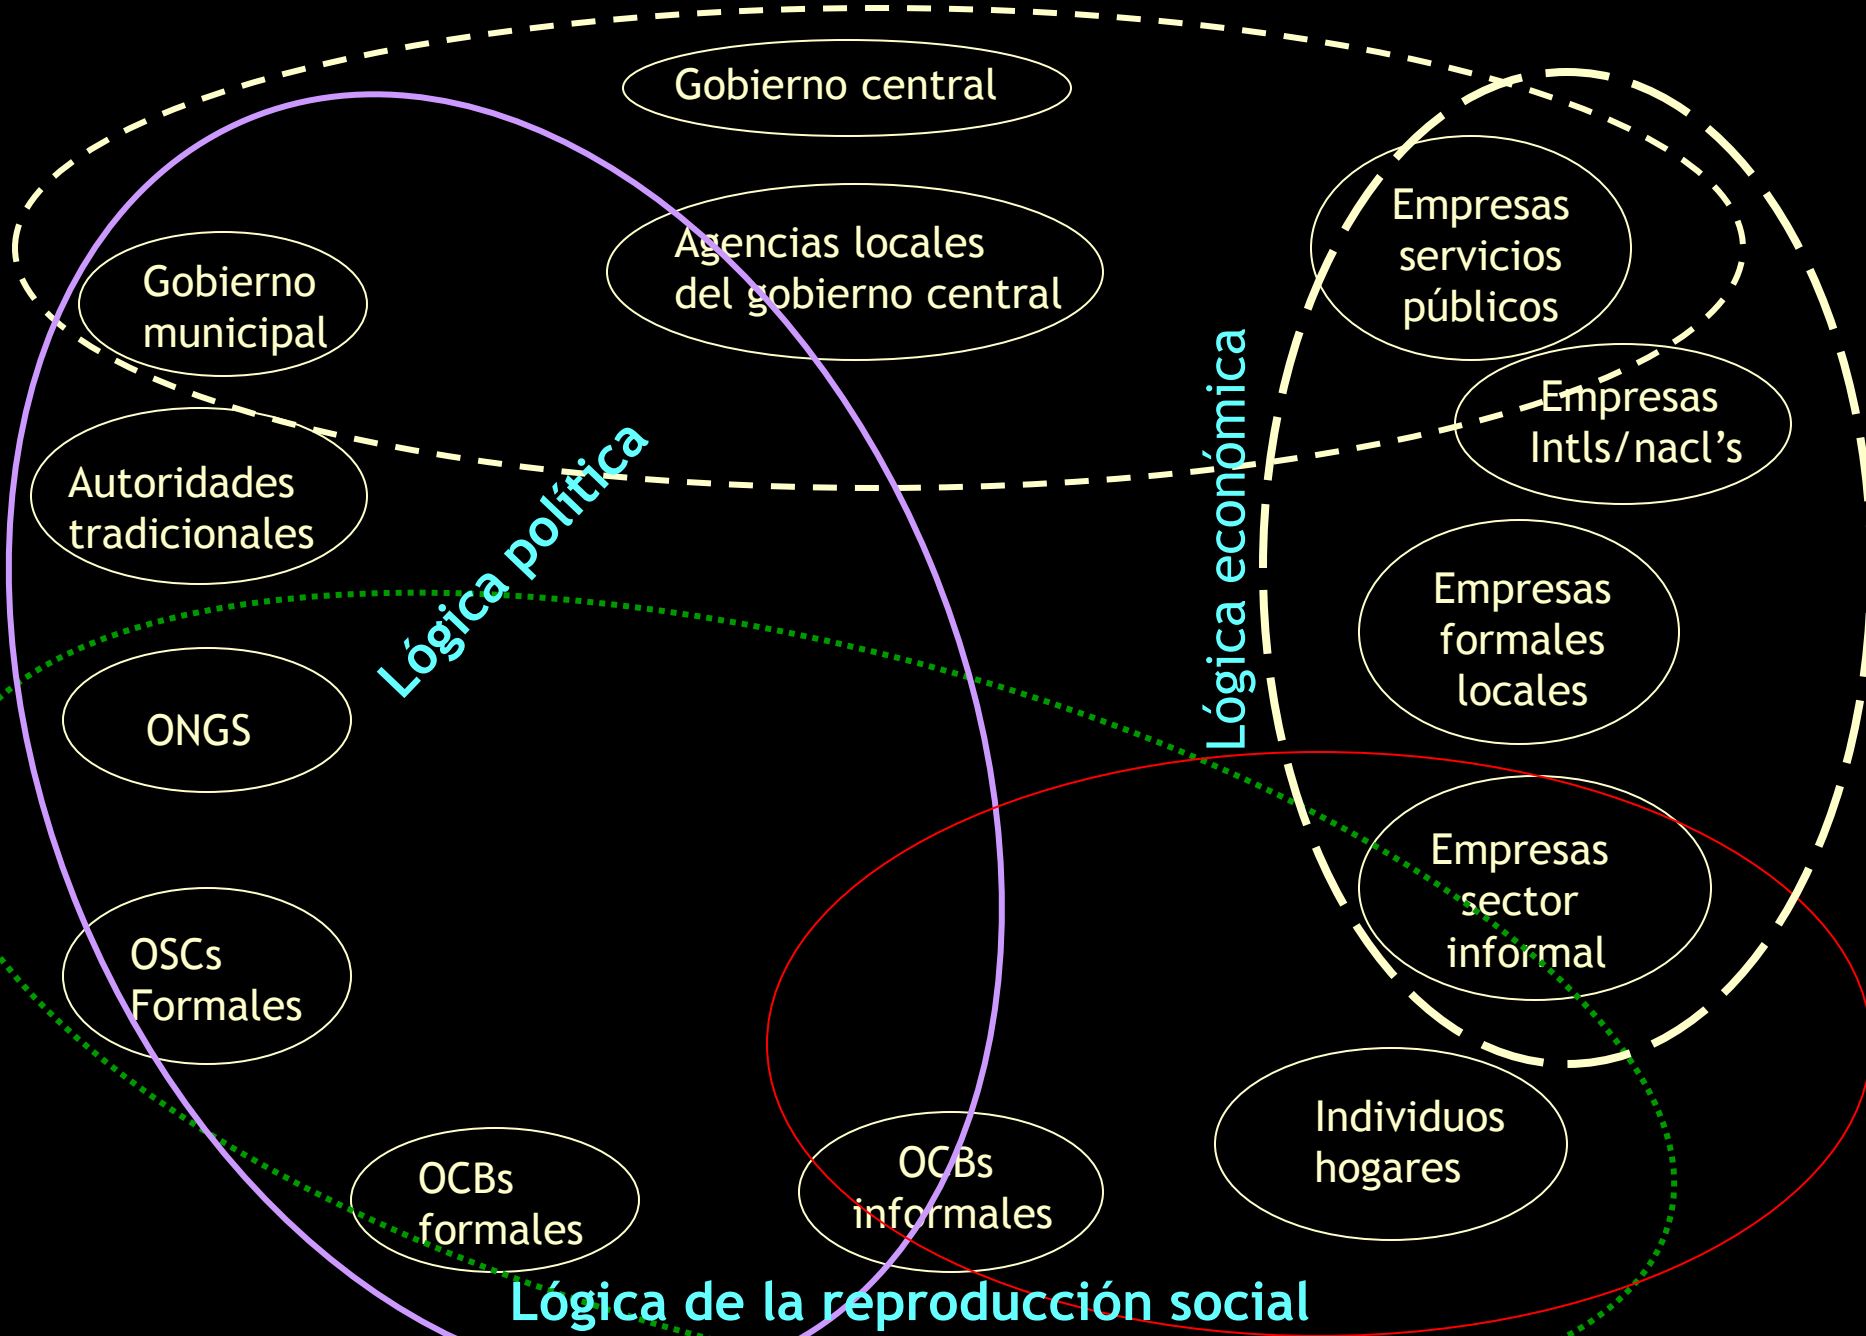 Gobierno central
Agencias locales
del gobierno central
Empresas
servicios
públicos
Gobierno
municipal
Empresas
Intls/nacl’s
Autoridades
tradicionales
Lógica política
Lógica económica
Empresas
formales
locales
ONGS
Empresas
sector
informal
OSCs
Formales
Individuos
hogares
OCBs
formales
OCBs
informales
Lógica de la reproducción social